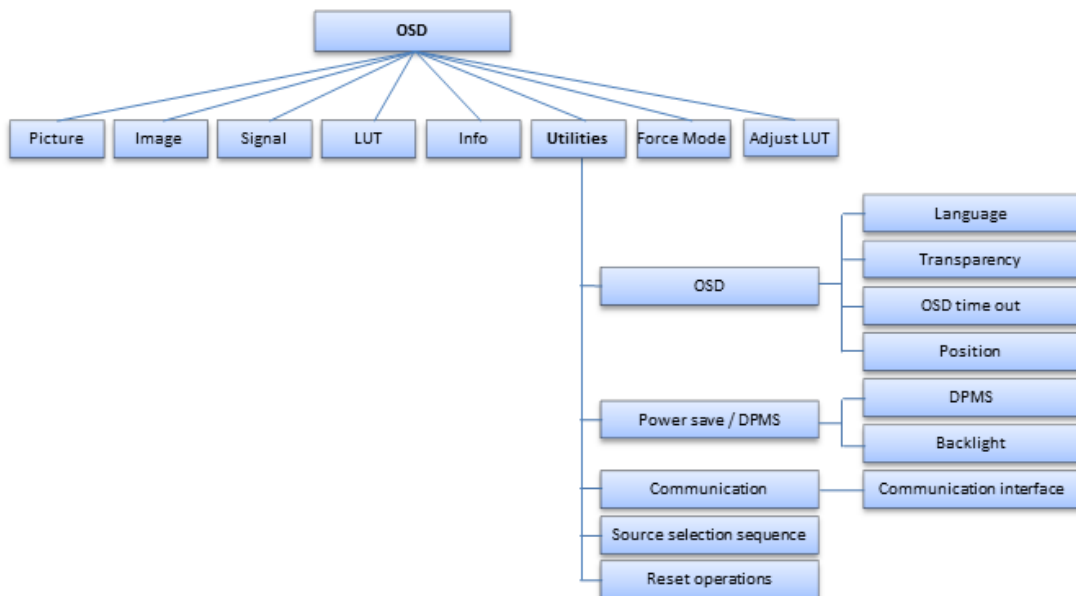 OSD
Picture
Image
Signal
LUT
Info
Utilities
Force Mode
Adjust LUT
OSD
Language
Transparency
OSD time out
Position
Power save / DPMS
DPMS
Backlight
Communication
Communication interface
Source selection sequence
Reset operations